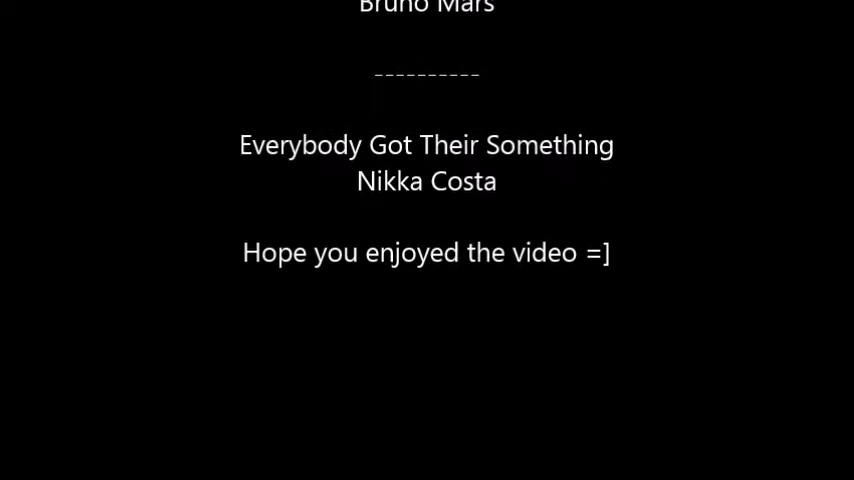 Bruno Mars
----------
Everybody Got Their Something
Nikka Costa
Hope you enjoyed the video =]